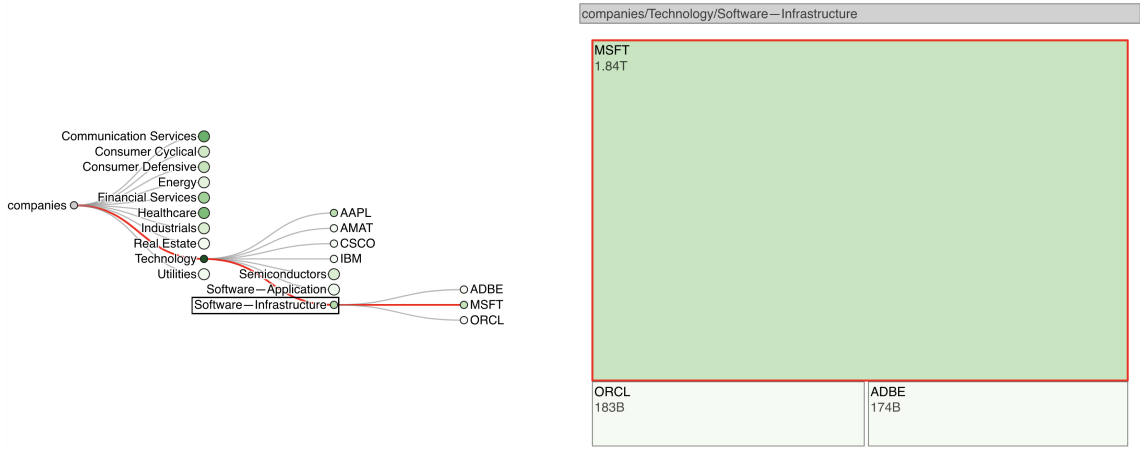 companies/Technology/Software—Infrastructure
MSFT
1.84T
ORCL
183B
ADBE
174B
companies
Communication Services
Consumer Cyclical
Consumer Defensive
Energy
Financial Services
Healthcare
Industrials
Real Estate
Technology
Utilities
AAPL
AMAT
CSCO
IBM
Semiconductors
Software—Application
Software—Infrastructure
ADBE
MSFT
ORCL